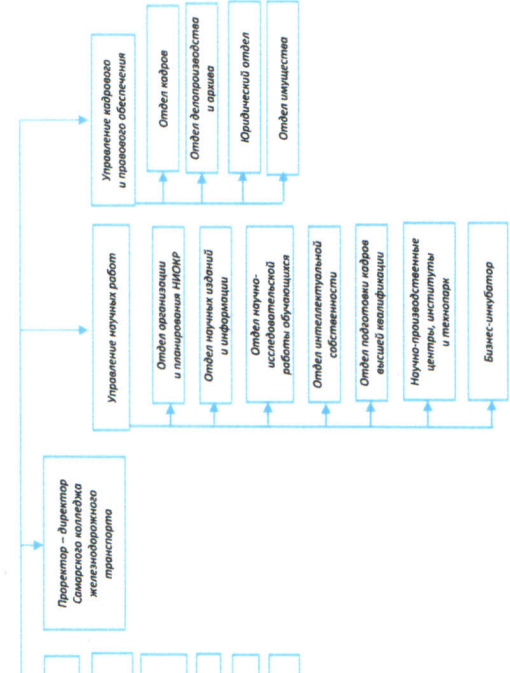 Проректор – директор
Самарского колледжа
железнодорожного
транспорта
Управление научных работ
Отдел организации
и планирования НИОКР
Отдел научных изданий
и информации
Отдел научно-
исследовательской
работы обучающихся
Отдел интеллектуальной
собственности
Отдел подготовки кадров
высшей квалификации
Научно-производственные
центры, институты
и технопарк
Бизнес-инкубатор
Управление кадрового
и правового обеспечения
Отдел кадров
Отдел делопроизводства
и архива
Юридический отдел
Отдел имущества